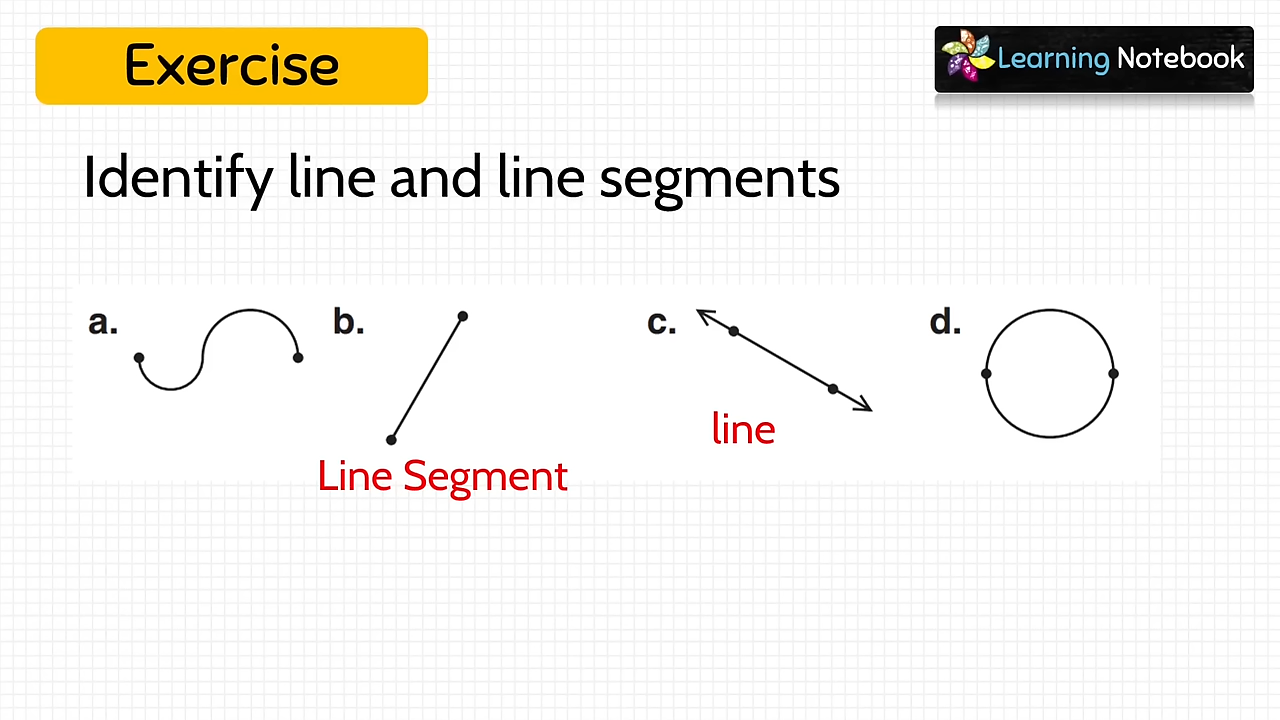 Exercise
Learning Notebook
Identify line and line segments
a.
b.
c.
d.
line
Line Segment